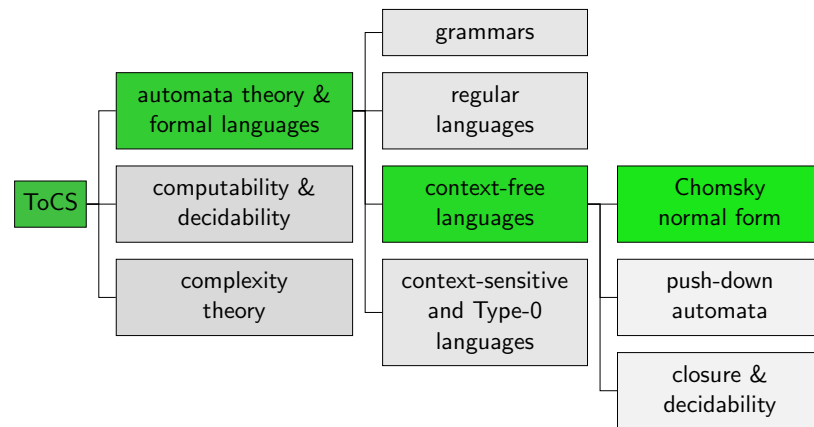 ToCS
automata theory &
formal languages
computability &
decidability
complexity
theory
grammars
regular
languages
context-free
languages
context-sensitive
and Type-0
languages
Chomsky
normal form
push-down
automata
closure &
decidability